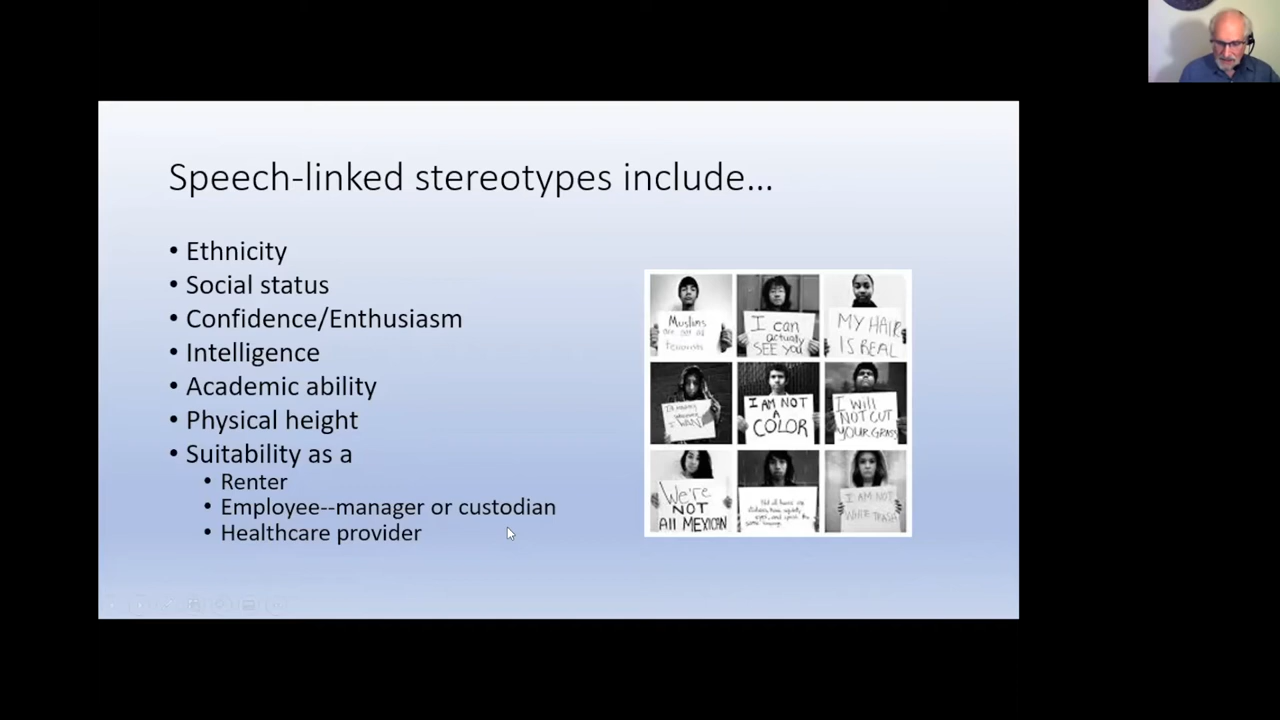 Speech-linked stereotypes include...
• Ethnicity
• Social status
• Confidence/Enthusiasm
• Intelligence
• Academic ability
• Physical height
• Suitability as a
• Renter
• Employee--manager or custodian
• Healthcare provider
Muslims
are not all
terrorists
I can
actually
SEE YOU
MY HAIR
IS REAL
I WAN
I AM NOT
A
COLOR
I Will
NOT CUT
YOUR GRASS
We're
NOT
All MEXICAN
I AM NOT
WHITE TRASH